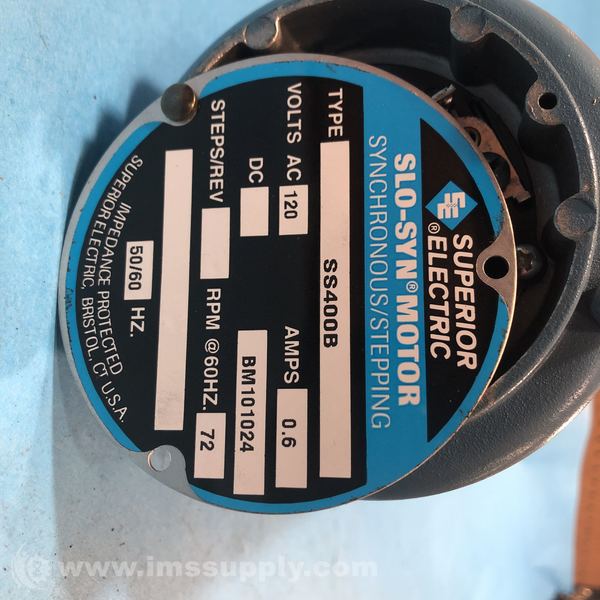 SUPERIOR
ELECTRIC®
SLO-SYN® MOTOR
SYNCHRONOUS/STEPPING
TYPE SS400B
VOLTS AC 120 AMPS 0.6
DC BM101024
STEPS/REV RPM @60HZ. 72
50/60 HZ.
IMPEDANCE PROTECTED
SUPERIOR ELECTRIC, BRISTOL, CT U.S.A.
www.imssupply.com